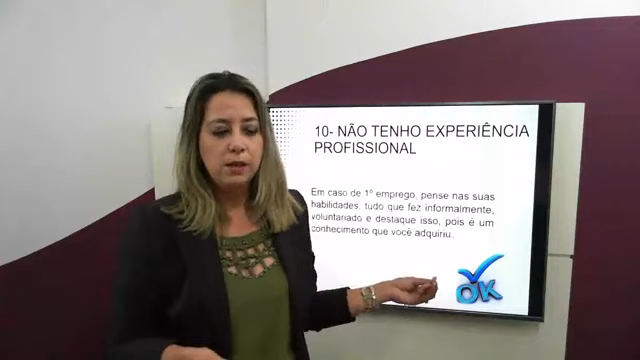 10- NÃO TENHO EXPERIÊNCIA
PROFISSIONAL
Em caso de 1º emprego, pense nas suas
habilidades, tudo que fez informalmente,
voluntariado e destaque isso, pois é um
conhecimento que você adquiriu.
OK